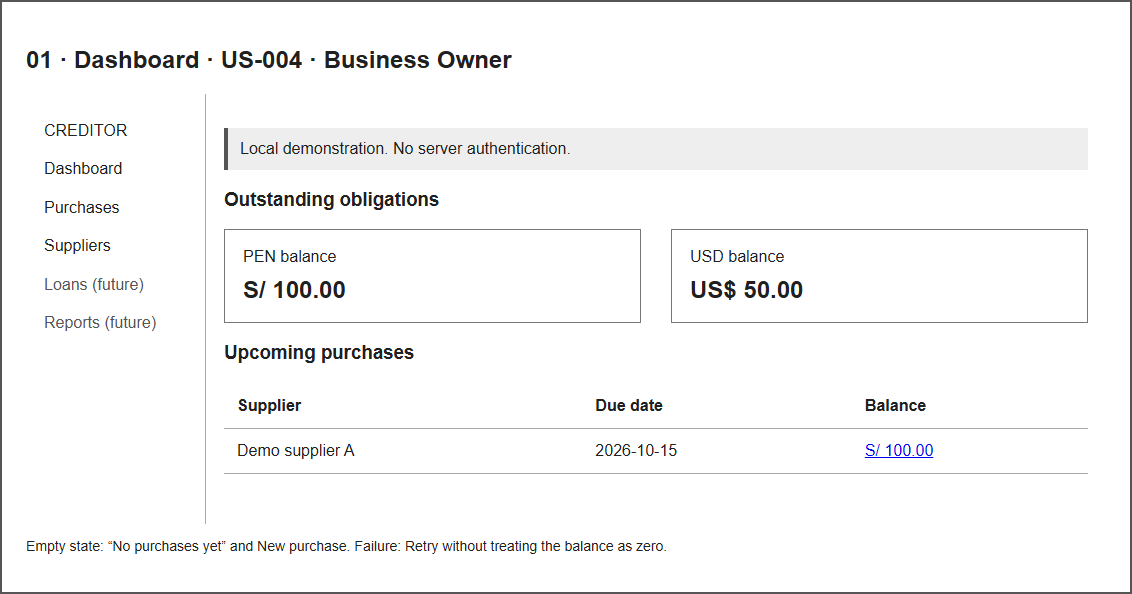 01 · Dashboard · US-004 · Business Owner
CREDITOR
Dashboard
Purchases
Suppliers
Loans (future)
Reports (future)
Local demonstration. No server authentication.
Outstanding obligations
PEN balance
S/ 100.00
USD balance
US$ 50.00
Upcoming purchases
Supplier Due date Balance
Demo supplier A 2026-10-15 S/ 100.00
Empty state: “No purchases yet” and New purchase. Failure: Retry without treating the balance as zero.